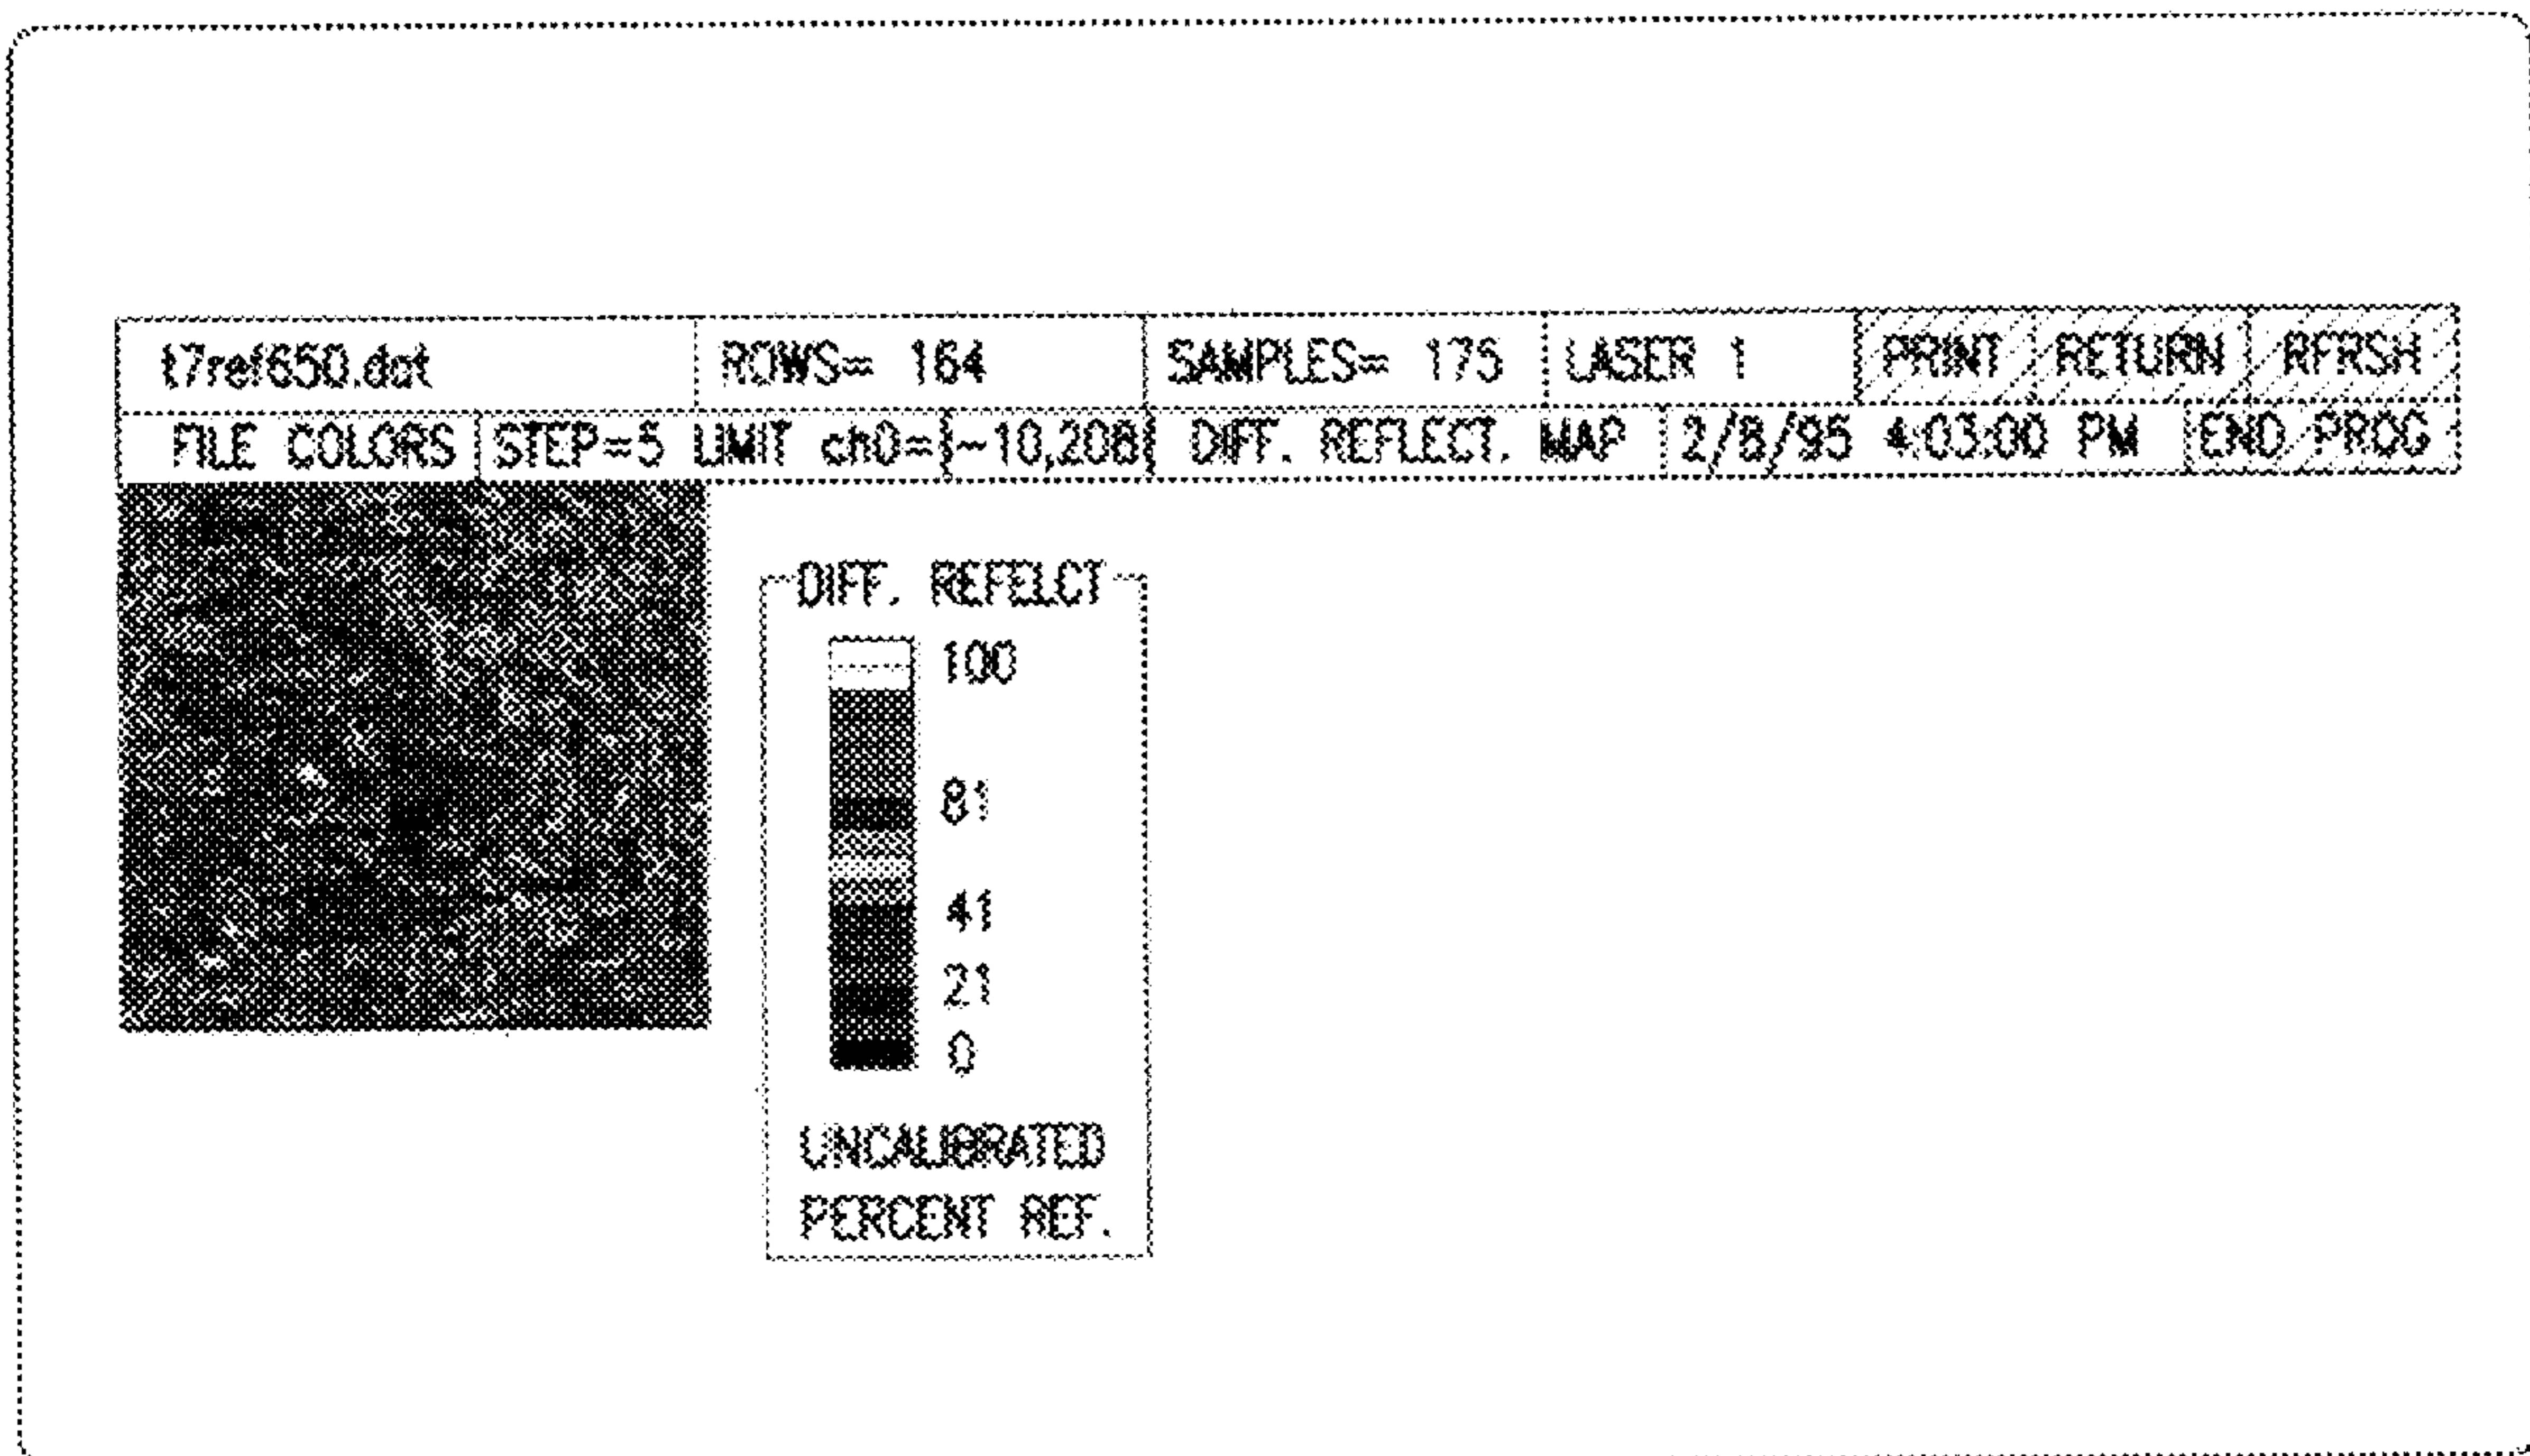 t7ref650.dat ROWS= 164 SAMPLES= 175 LASER 1 PRINT RETURN RFRSH
FILE COLORS STEP=5 LIMIT ch0={~10,208{ DIFF. REFLECT. MAP 2/8/95 4:03:00 PM END PROG
DIFF. REFELCT
100
81
41
21
0
UNCALIBRATED
PERCENT REF.